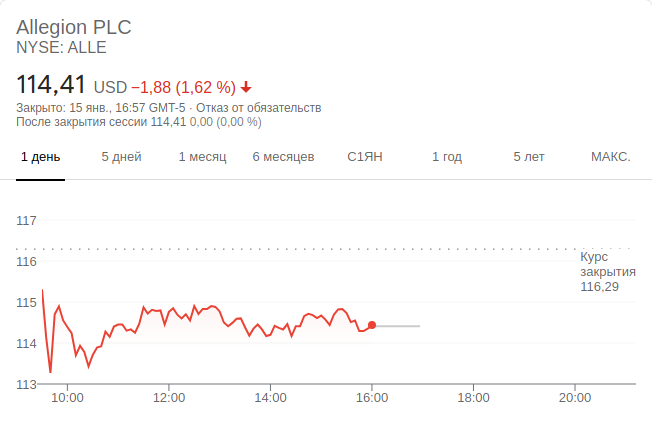 Allegion PLC
NYSE: ALLE
114,41 USD −1,88 (1,62 %)
Закрыто: 15 янв., 16:57 GMT-5 · Отказ от обязательств
После закрытия сессии 114,41 0,00 (0,00 %)
1 день 5 дней 1 месяц 6 месяцев С1ЯН 1 год 5 лет МАКС.
117
116
115
114
113
Курс
закрытия
116,29
10:00 12:00 14:00 16:00 18:00 20:00